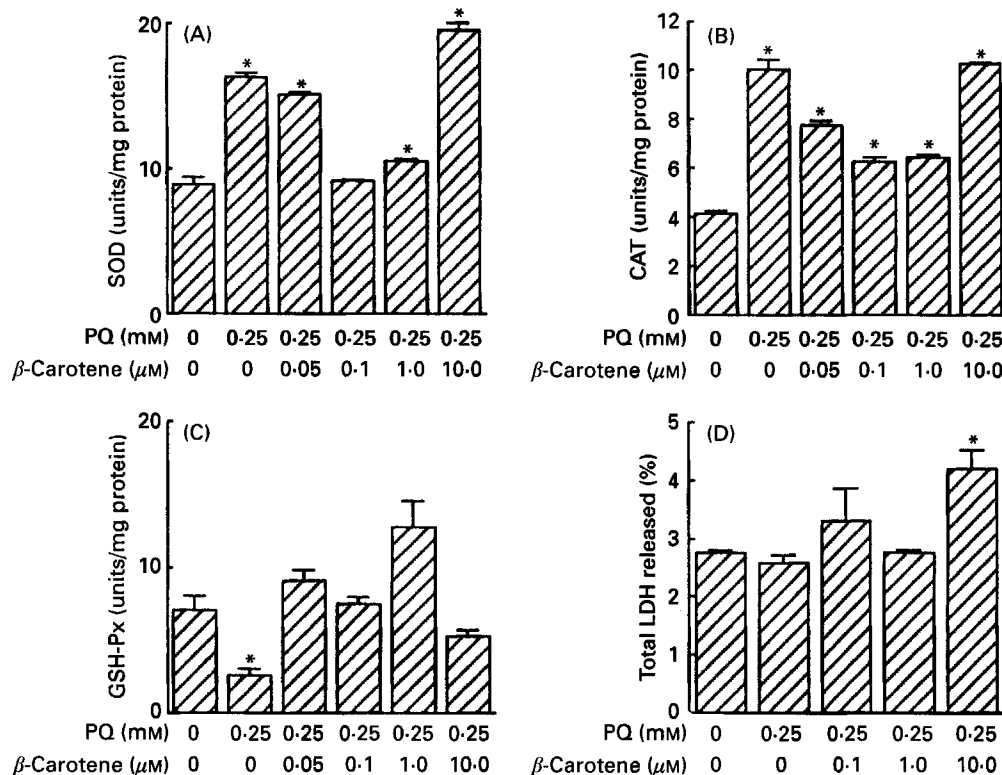 (A)
SOD (units/mg protein)
20
10
0
* * * *
PQ (mM) 0 0·25 0·25 0·25 0·25 0·25
β-Carotene (μM) 0 0 0.05 0·1 1·0 10·0
(B)
CAT (units/mg protein)
12
10
8
6
4
2
0
* * * * *
PQ (mM) 0 0·25 0·25 0·25 0·25 0·25
β-Carotene (μM) 0 0 0.05 0·1 1·0 10·0
(C)
GSH-Px (units/mg protein)
20
10
0
*
PQ (mM) 0 0·25 0·25 0·25 0·25 0·25
β-Carotene (μM) 0 0 0·05 0·1 1·0 10·0
(D)
Total LDH released (%)
5
4
3
2
1
0
*
PQ (mM) 0 0·25 0·25 0·25 0·25
β-Carotene (μM) 0 0 0·1 1·0 10·0